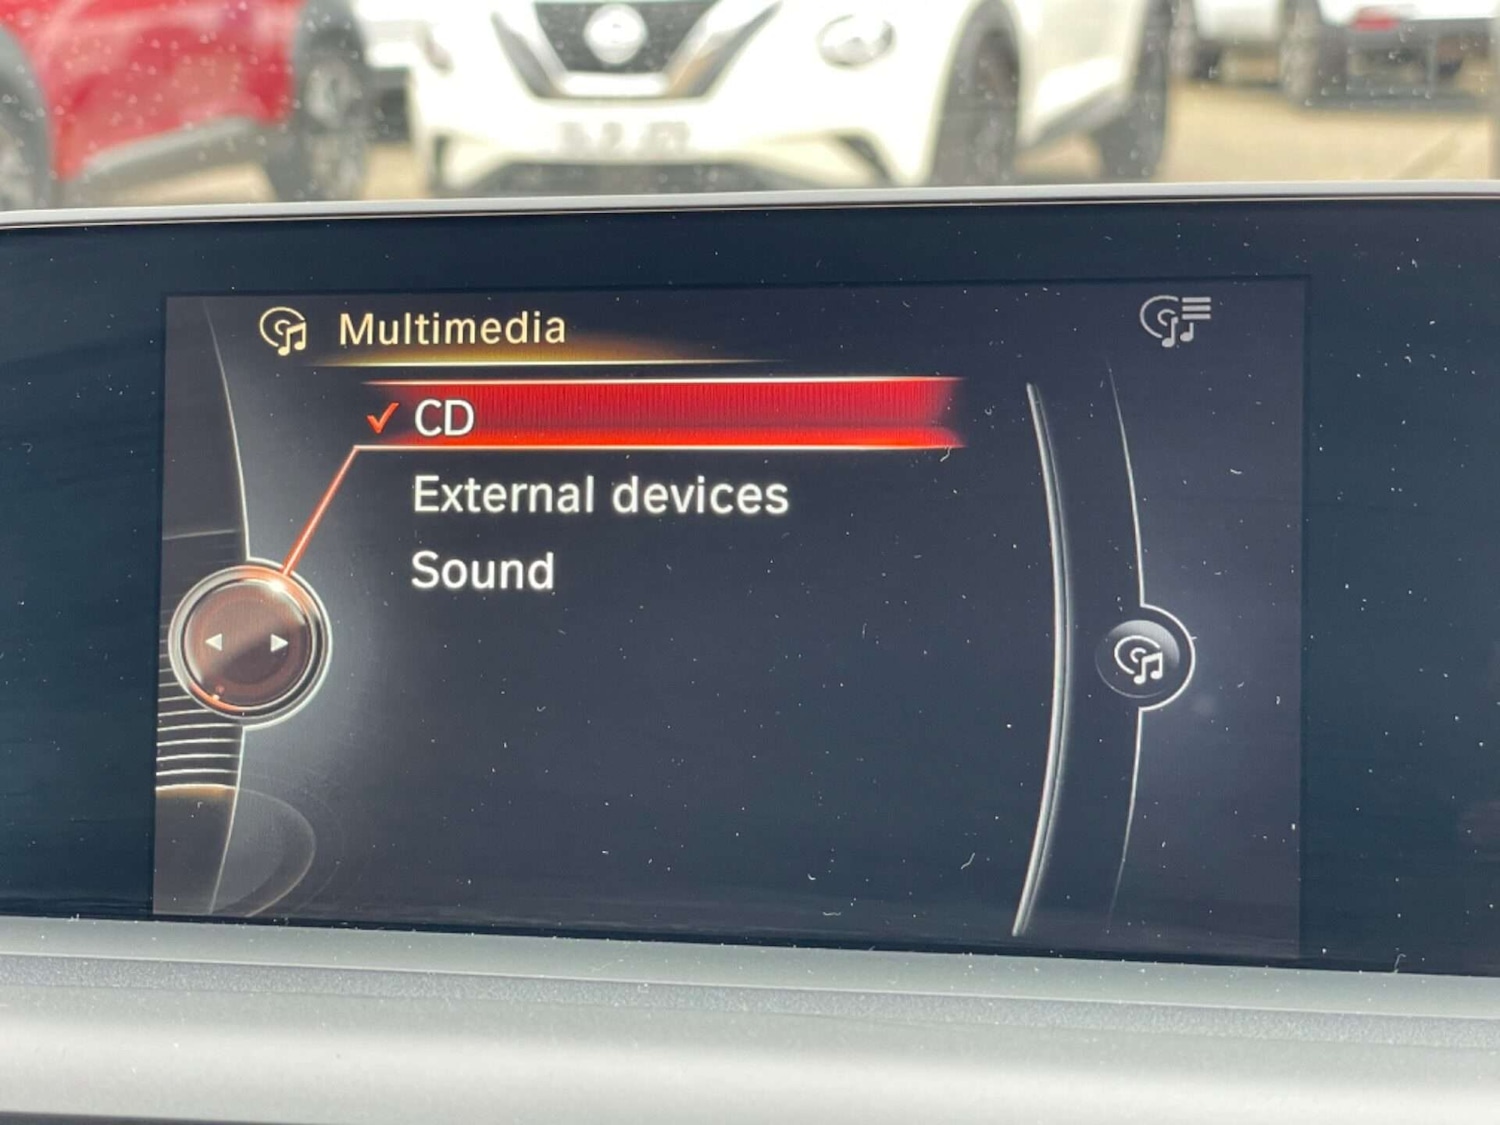 Multimedia
CD
External devices
Sound